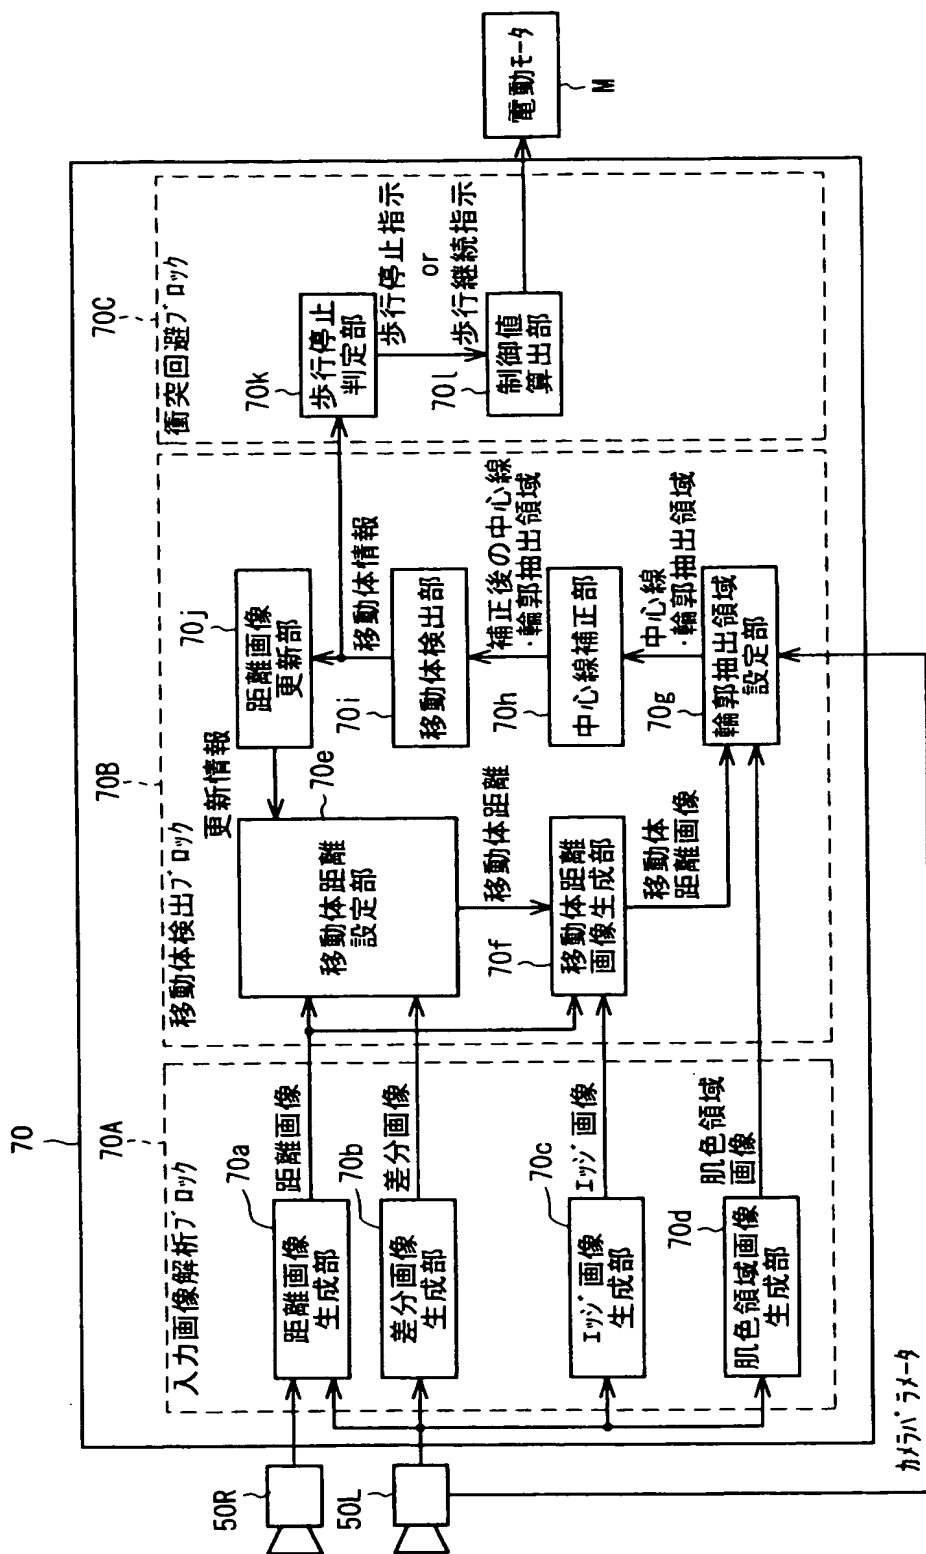 70
70A
入力画像解析ブロック
70a
距離画像
生成部
距離画像
70b
差分画像
生成部
差分画像
70c
エッジ画像
生成部
エッジ画像
70d
肌色領域画像
生成部
肌色領域
画像
50R
50L
カメラパラメータ
70B
移動体検出ブロック
更新情報
70e
移動体距離
設定部
移動体距離
70f
移動体距離
画像生成部
移動体
距離画像
70j
距離画像
更新部
移動体情報
70i
移動体検出部
補正後の中心線
・輪郭抽出領域
70h
中心線補正部
中心線
・輪郭抽出領域
70g
輪郭抽出領域
設定部
70C
衝突回避ブロック
70k
歩行停止
判定部
歩行停止指示
or
歩行継続指示
70l
制御値
算出部
電動モータ
M